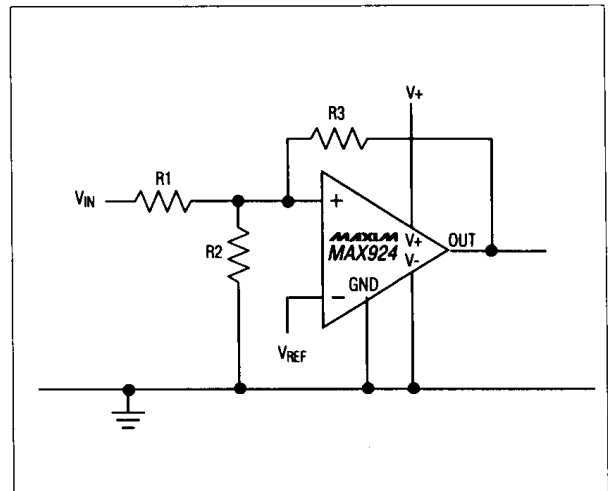 V+
R3
R1
VIN
+
MAXIM
MAX924
V+
OUT
R2
V-
GND
−
VREF